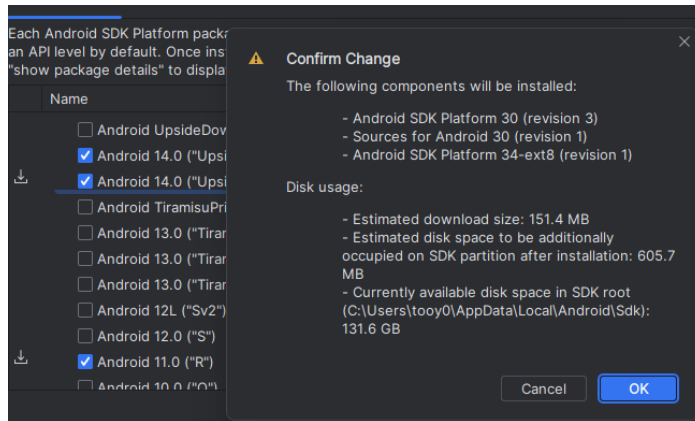 Each Android SDK Platform packa
an API level by default. Once ins
"show package details" to displa
Name
Android UpsideDov
Android 14.0 ("Upsi
Android 14.0 ("Upsi
Android TiramisuPri
Android 13.0 ("Tirar
Android 13.0 ("Tirar
Android 13.0 ("Tirar
Android 12L ("Sv2")
Android 12.0 ("S")
Android 11.0 ("R")
Android 10.0 ("Q")
Confirm Change
The following components will be installed:
- Android SDK Platform 30 (revision 3)
- Sources for Android 30 (revision 1)
- Android SDK Platform 34-ext8 (revision 1)
Disk usage:
- Estimated download size: 151.4 MB
- Estimated disk space to be additionally
occupied on SDK partition after installation: 605.7
MB
- Currently available disk space in SDK root
(C:\Users\tooy0\AppData\Local\Android\Sdk):
131.6 GB
Cancel
OK